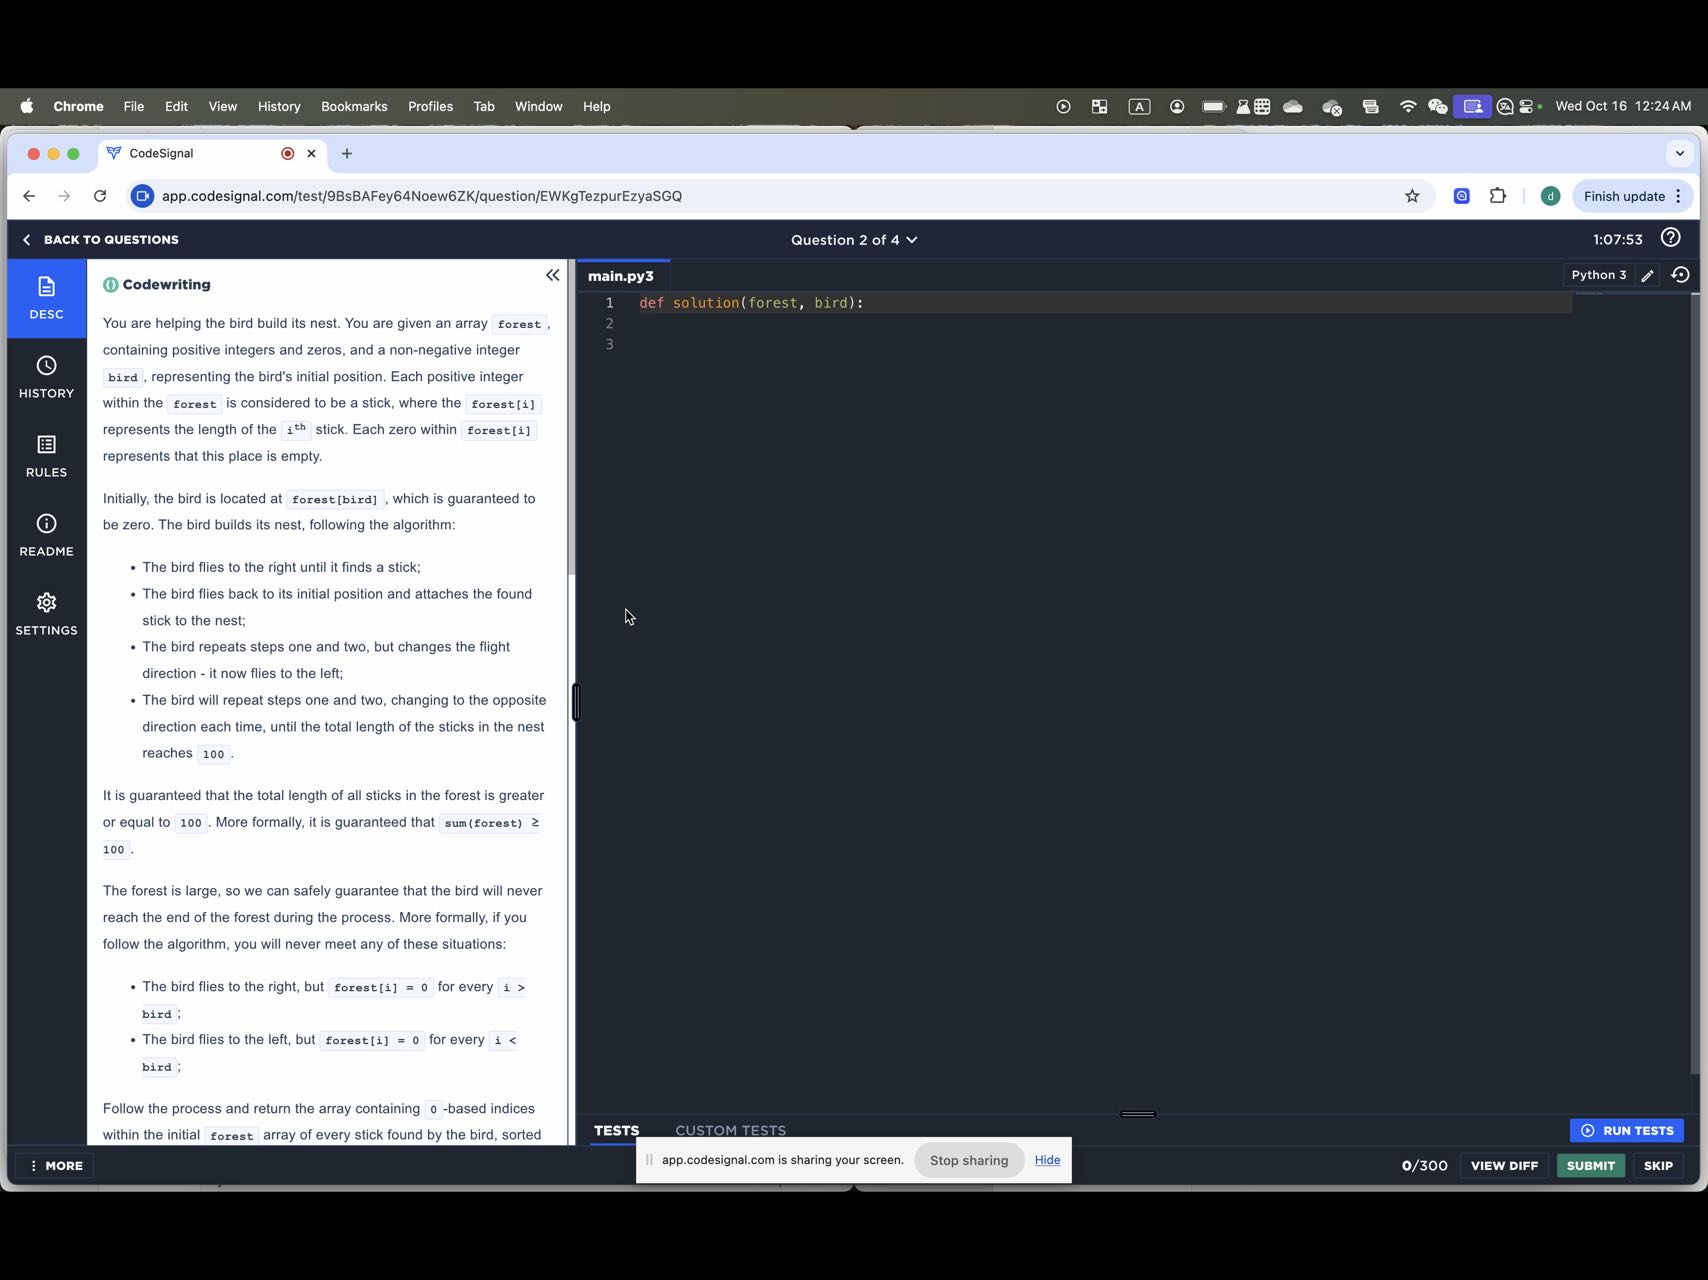 Chrome File Edit View History Bookmarks Profiles Tab Window Help A Wed Oct 16 12:24 AM
CodeSignal
app.codesignal.com/test/9BsBAFey64Noew6ZK/question/EWKgTezpurEzyaSGQ d Finish update
BACK TO QUESTIONS Question 2 of 4 1:07:53
DESC
HISTORY
RULES
README
SETTINGS
Codewriting
You are helping the bird build its nest. You are given an array forest,
containing positive integers and zeros, and a non-negative integer
bird, representing the bird's initial position. Each positive integer
within the forest is considered to be a stick, where the forest[i]
represents the length of the i^th stick. Each zero within forest[i]
represents that this place is empty.
Initially, the bird is located at forest[bird], which is guaranteed to
be zero. The bird builds its nest, following the algorithm:
• The bird flies to the right until it finds a stick;
• The bird flies back to its initial position and attaches the found
stick to the nest;
• The bird repeats steps one and two, but changes the flight
direction - it now flies to the left;
• The bird will repeat steps one and two, changing to the opposite
direction each time, until the total length of the sticks in the nest
reaches 100.
It is guaranteed that the total length of all sticks in the forest is greater
or equal to 100. More formally, it is guaranteed that sum(forest) ≥
100.
The forest is large, so we can safely guarantee that the bird will never
reach the end of the forest during the process. More formally, if you
follow the algorithm, you will never meet any of these situations:
• The bird flies to the right, but forest[i] = 0 for every i >
bird;
• The bird flies to the left, but forest[i] = 0 for every i <
bird;
Follow the process and return the array containing 0-based indices
within the initial forest array of every stick found by the bird, sorted
main.py3 Python 3
1 def solution(forest, bird):
2
3
TESTS CUSTOM TESTS RUN TESTS
app.codesignal.com is sharing your screen. Stop sharing Hide
MORE 0/300 VIEW DIFF SUBMIT SKIP